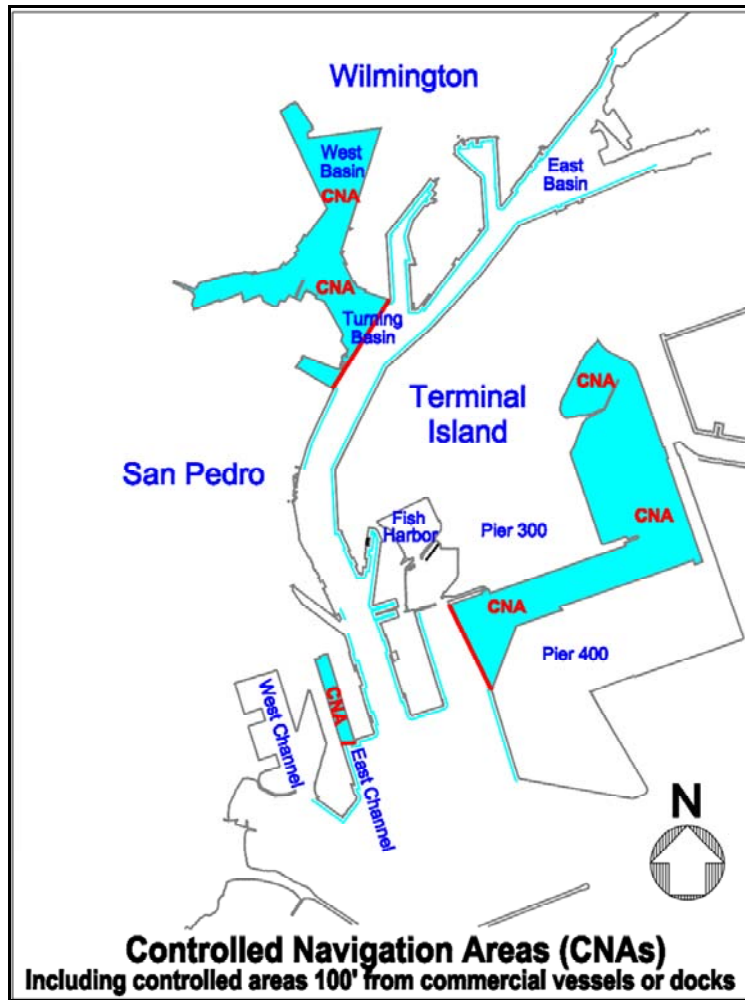 Wilmington
West
Basin
CNA
East
Basin
CNA
Turning
Basin
CNA
Terminal
Island
San Pedro
Fish
Harbor
Pier 300
CNA
CNA
Pier 400
CNA
West Channel
East Channel
N
Controlled Navigation Areas (CNAs)
Including controlled areas 100' from commercial vessels or docks